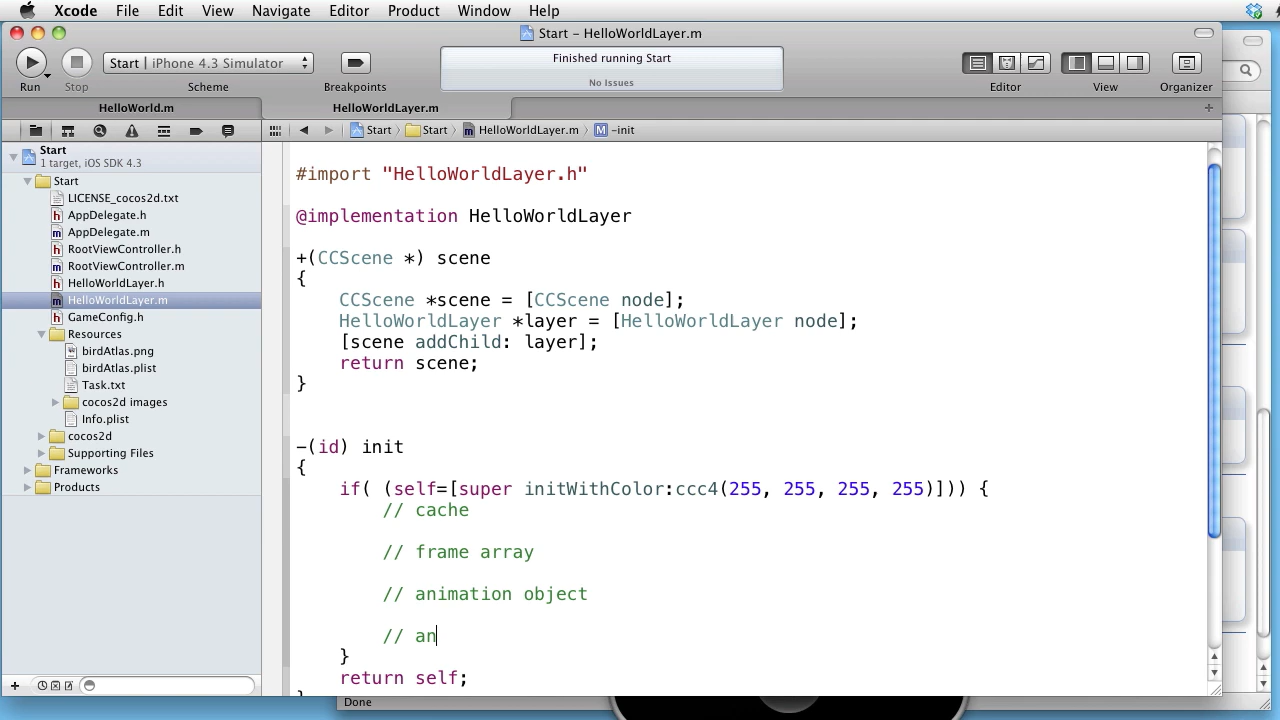 Xcode File Edit View Navigate Editor Product Window Help
Start – HelloWorldLayer.m
Run Stop
Start | iPhone 4.3 Simulator
Scheme
Breakpoints
Finished running Start
No Issues
Editor
View
Organizer
HelloWorld.m
HelloWorldLayer.m
Start
1 target, iOS SDK 4.3
Start
LICENSE_cocos2d.txt
AppDelegate.h
AppDelegate.m
RootViewController.h
RootViewController.m
HelloWorldLayer.h
HelloWorldLayer.m
GameConfig.h
Resources
birdAtlas.png
birdAtlas.plist
Task.txt
cocos2d images
Info.plist
cocos2d
Supporting Files
Frameworks
Products
Start Start HelloWorldLayer.m M -init
#import "HelloWorldLayer.h"
@implementation HelloWorldLayer
+(CCScene *) scene
{
CCScene *scene = [CCScene node];
HelloWorldLayer *layer = [HelloWorldLayer node];
[scene addChild: layer];
return scene;
}
-(id) init
{
if( (self=[super initWithColor:ccc4(255, 255, 255, 255)])) {
// cache
// frame array
// animation object
// an
}
return self;
Done